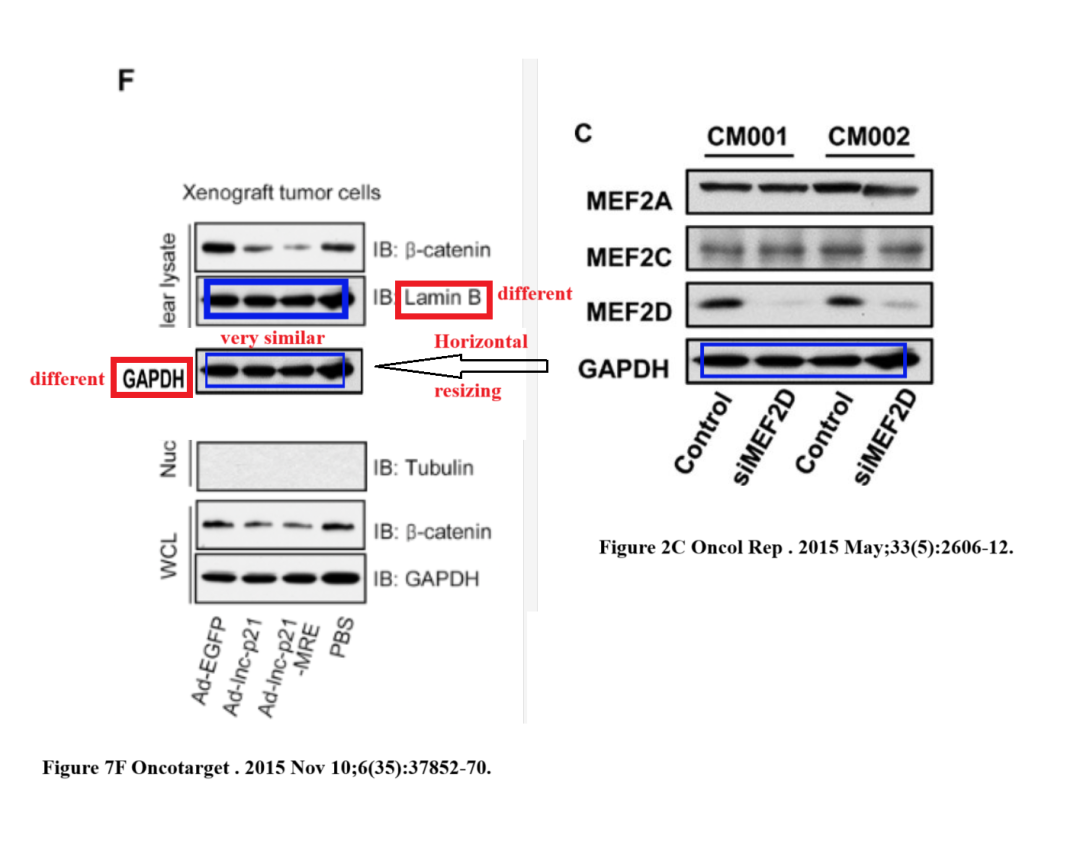 F
Xenograft tumor cells
lear lysate
IB: β-catenin
IB: Lamin B
different
very similar
Horizontal
resizing
different
GAPDH
Nuc
IB: Tubulin
WCL
IB: β-catenin
IB: GAPDH
Ad-EGFP
Ad-lnc-p21
Ad-lnc-p21
-MRE
PBS
Figure 7F Oncotarget . 2015 Nov 10;6(35):37852-70.
C
CM001 CM002
MEF2A
MEF2C
MEF2D
GAPDH
Control
siMEF2D
Control
siMEF2D
Figure 2C Oncol Rep . 2015 May;33(5):2606-12.